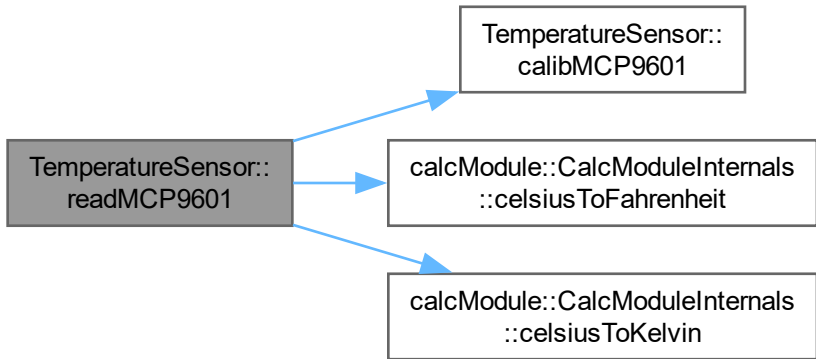 TemperatureSensor::
calibMCP9601
TemperatureSensor::
readMCP9601
calcModule::CalcModuleInternals
::celsiusToFahrenheit
calcModule::CalcModuleInternals
::celsiusToKelvin